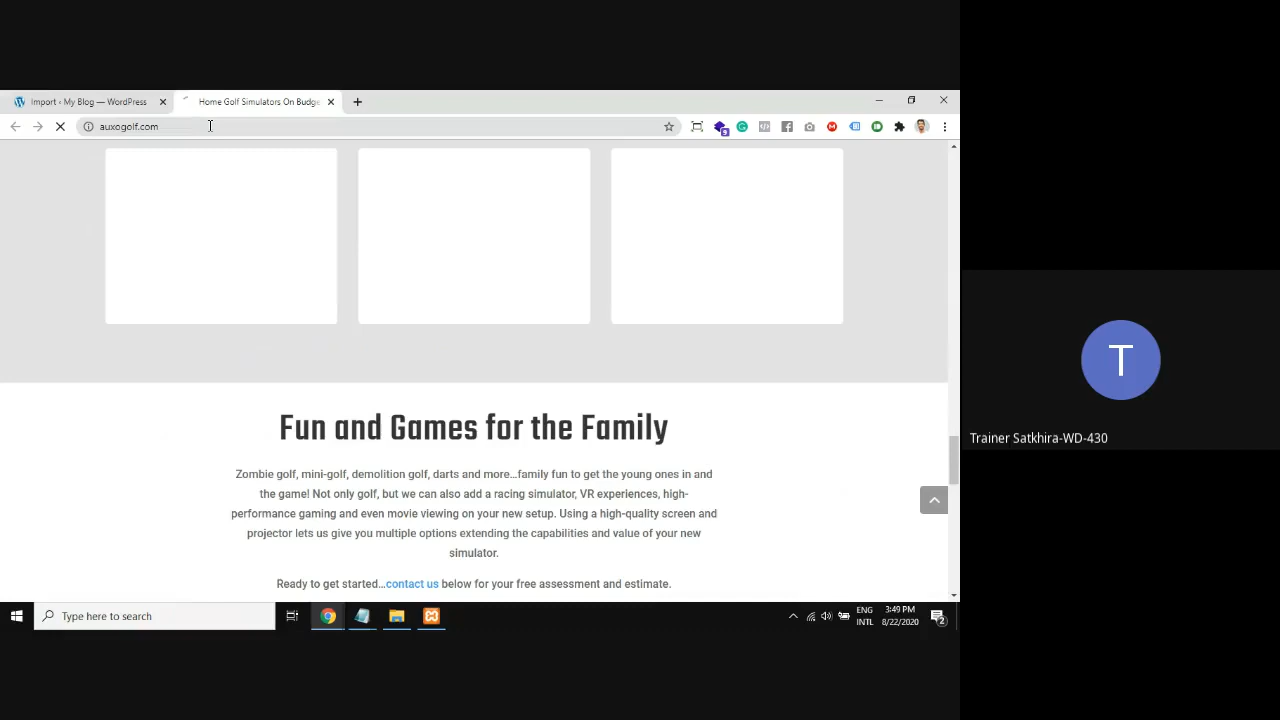 Import ‹ My Blog — WordPress
Home Golf Simulators On Budge
auxogolf.com
Fun and Games for the Family
Zombie golf, mini-golf, demolition golf, darts and more…family fun to get the young ones in and
the game! Not only golf, but we can also add a racing simulator, VR experiences, high-
performance gaming and even movie viewing on your new setup. Using a high-quality screen and
projector lets us give you multiple options extending the capabilities and value of your new
simulator.
Ready to get started…contact us below for your free assessment and estimate.
T
Trainer Satkhira-WD-430
Type here to search
ENG
INTL
3:49 PM
8/22/2020
2